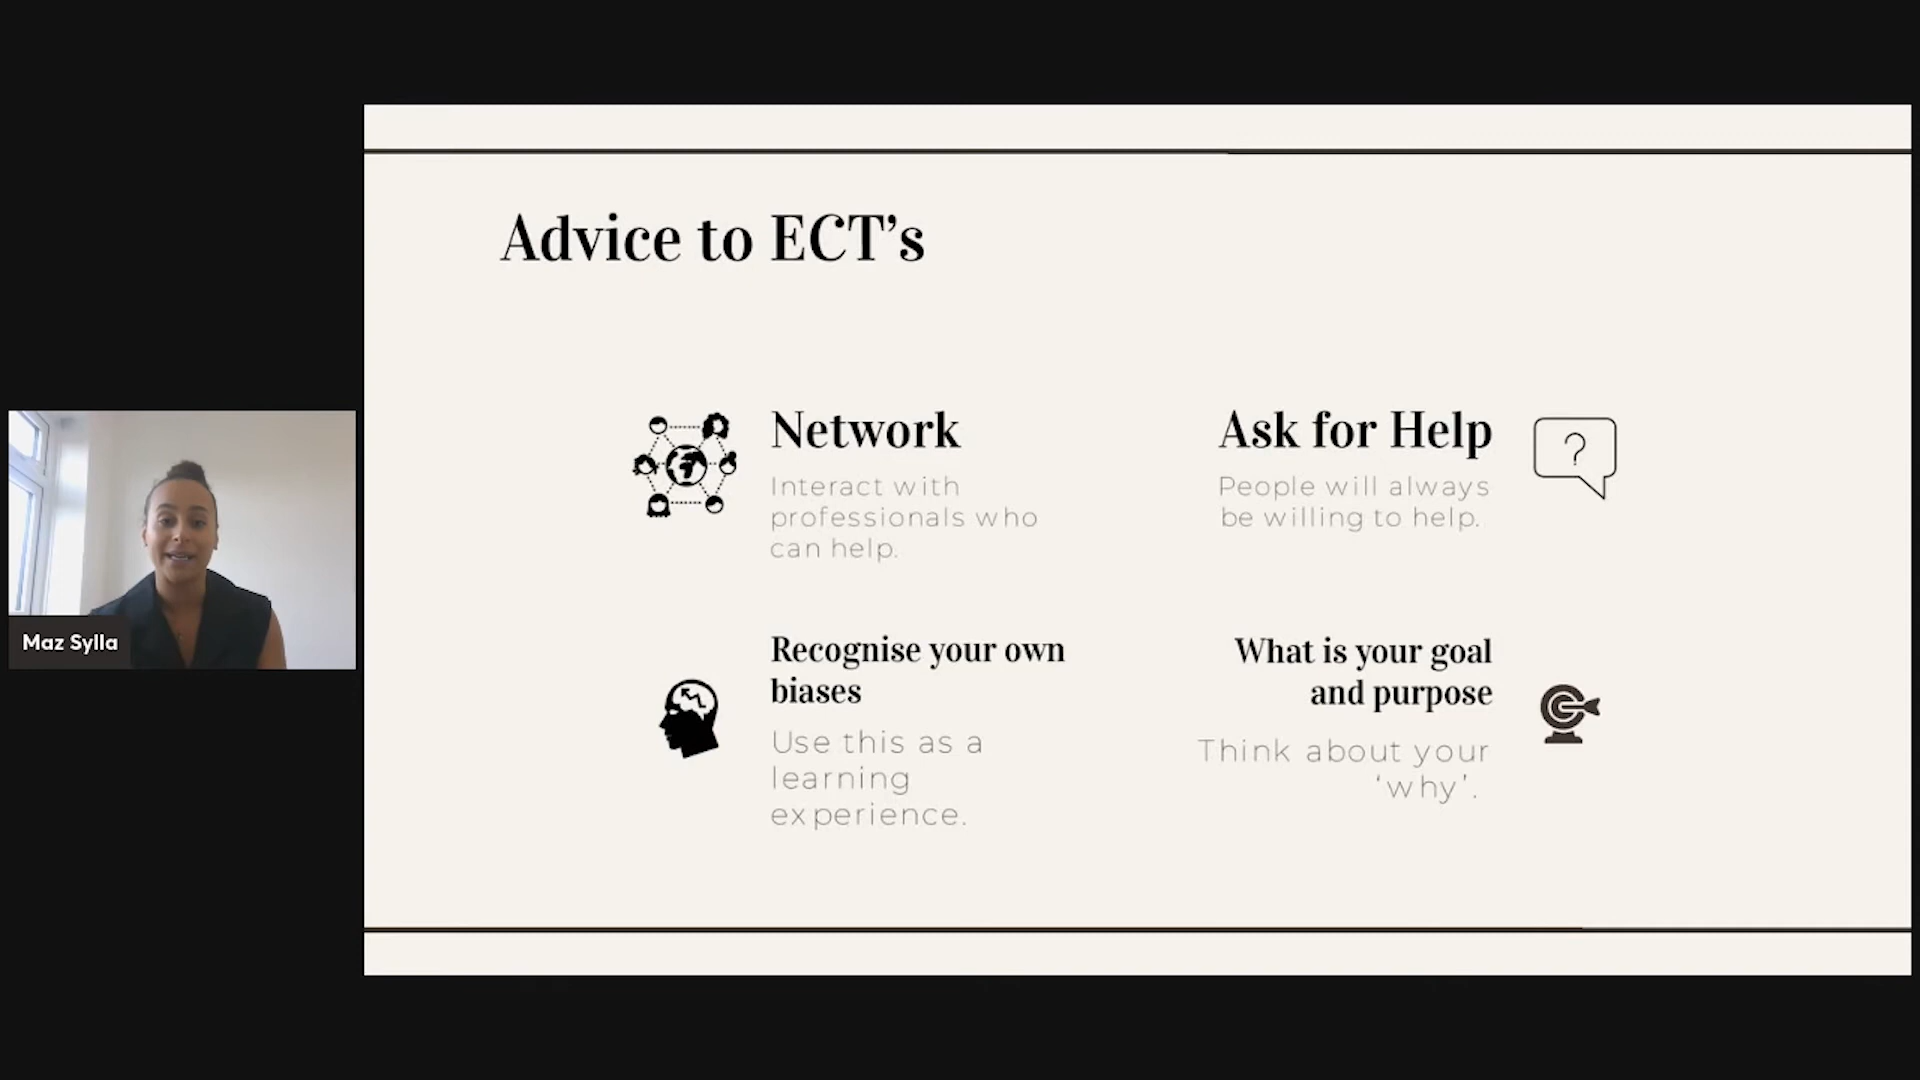 Advice to ECT's
Network
Interact with
professionals who
can help.
Ask for Help
People will always
be willing to help.
Recognise your own
biases
Use this as a
learning
experience.
What is your goal
and purpose
Think about your
‘why’.
Maz Sylla